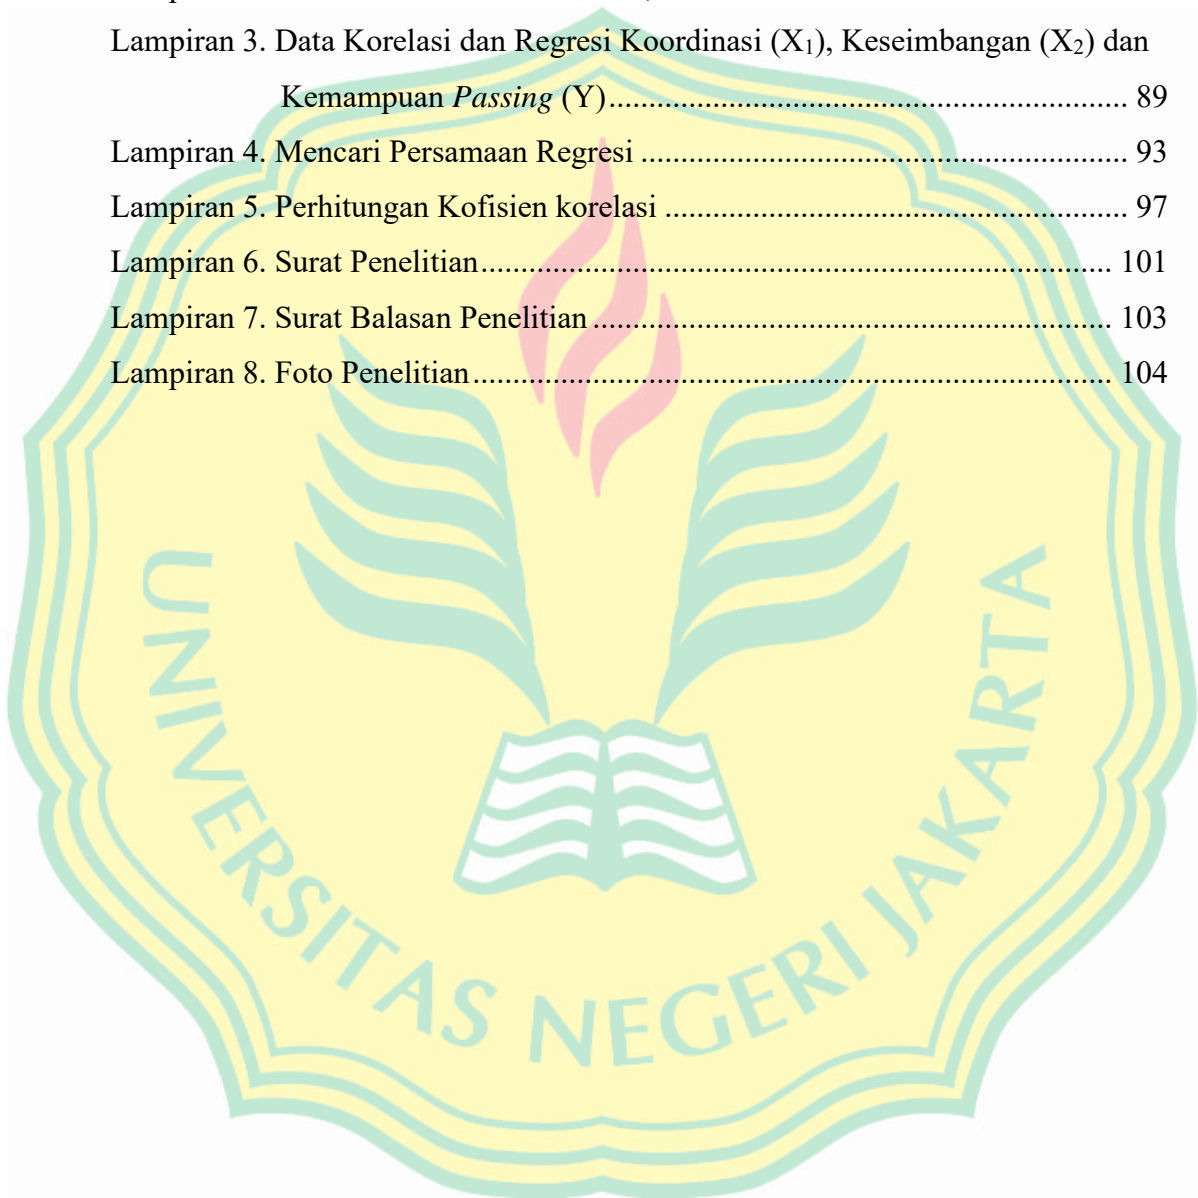 Lampiran 3. Data Korelasi dan Regresi Koordinasi (X₁), Keseimbangan (X₂) dan
Kemampuan Passing (Y)................................................................. 89
Lampiran 4. Mencari Persamaan Regresi ............................................................. 93
Lampiran 5. Perhitungan Kofisien korelasi .......................................................... 97
Lampiran 6. Surat Penelitian............................................................................... 101
Lampiran 7. Surat Balasan Penelitian ................................................................. 103
Lampiran 8. Foto Penelitian................................................................................ 104
UNIVERSITAS NEGERI JAKARTA